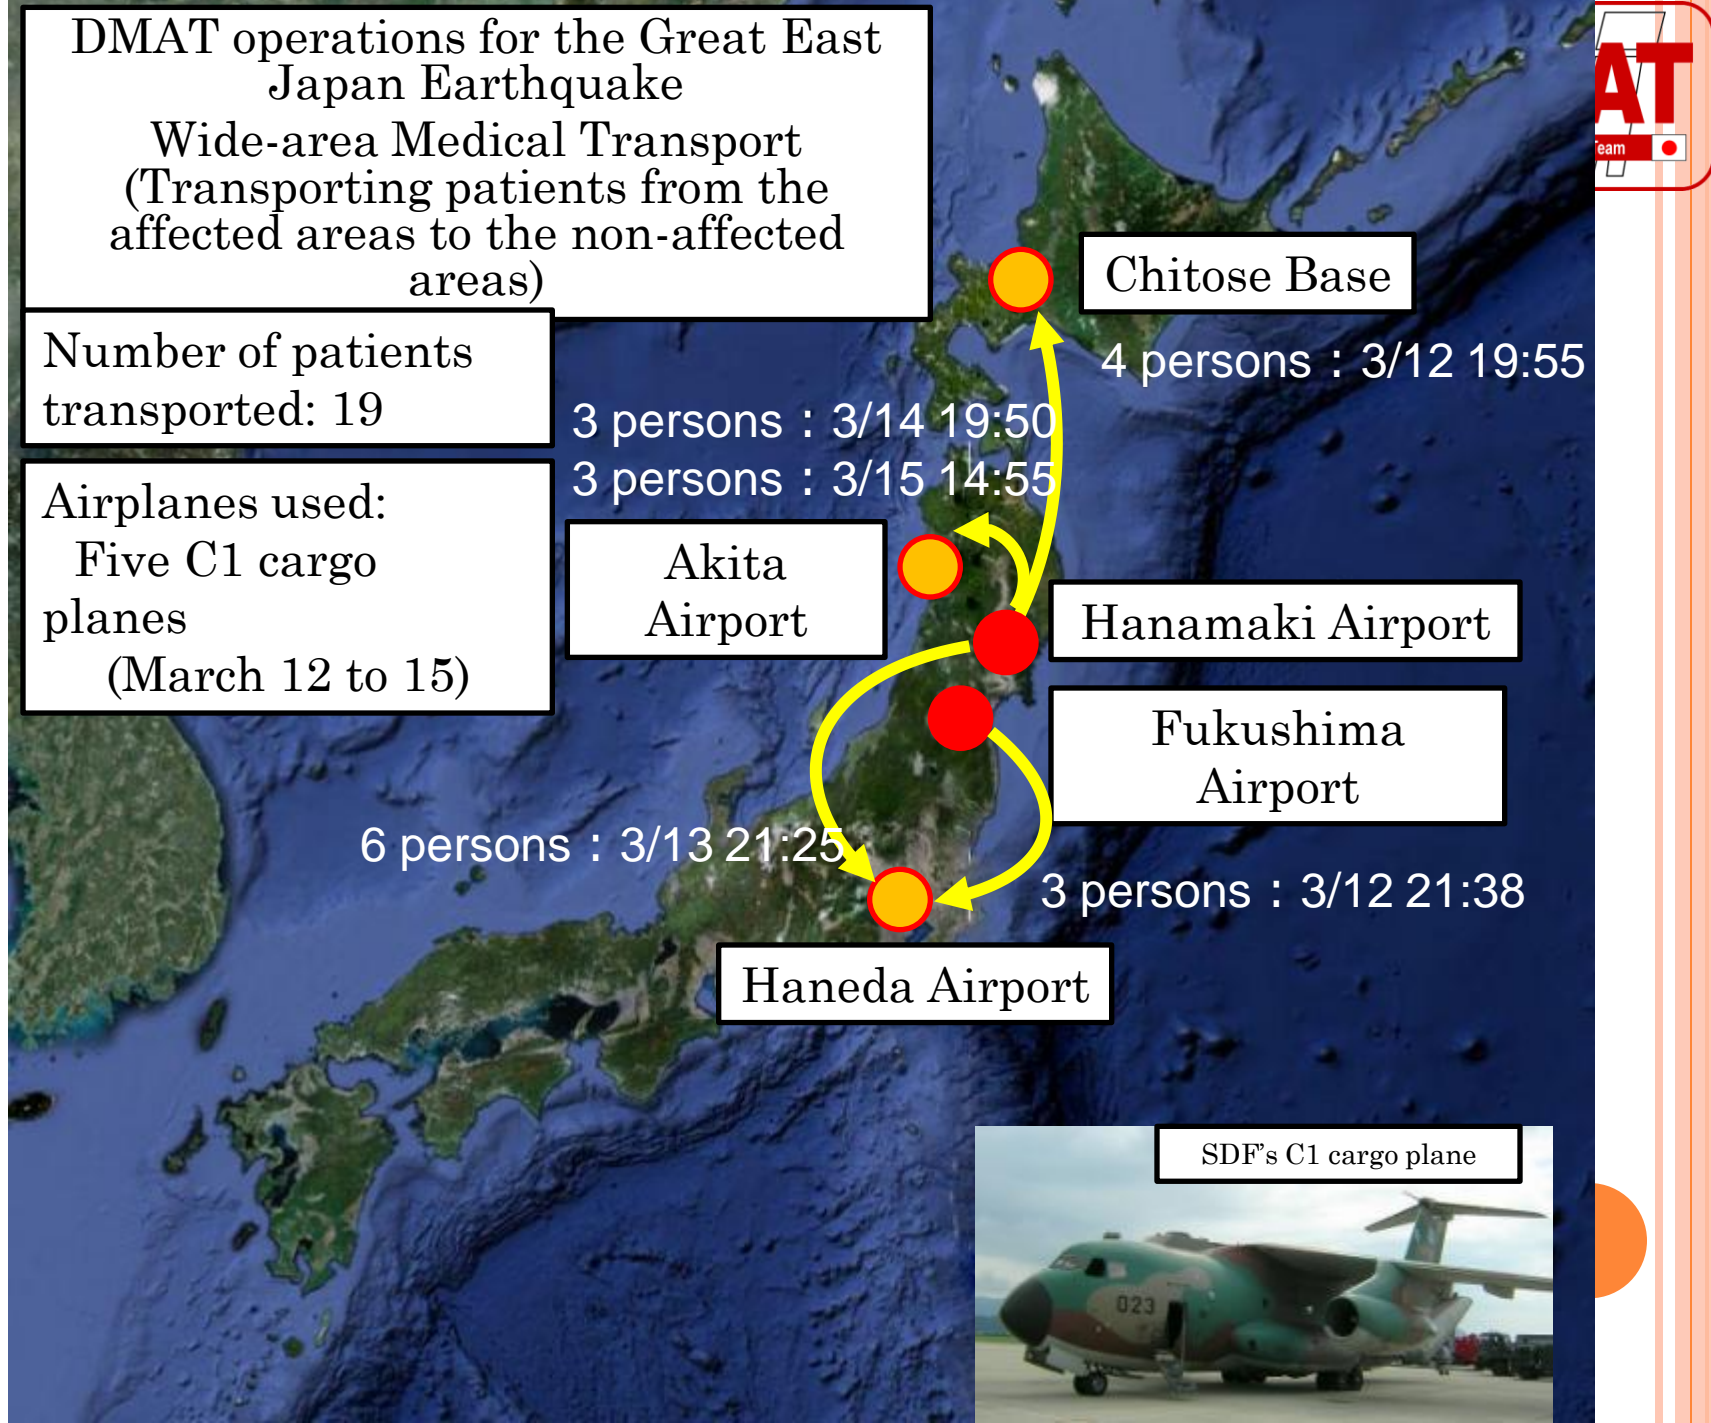 DMAT operations for the Great East
Japan Earthquake
Wide-area Medical Transport
(Transporting patients from the
affected areas to the non-affected
areas)
AT
Team
Number of patients
transported: 19
Airplanes used:
Five C1 cargo
planes
(March 12 to 15)
Chitose Base
4 persons：3/12 19:55
3 persons：3/14 19:50
3 persons：3/15 14:55
Akita
Airport
Hanamaki Airport
Fukushima
Airport
6 persons：3/13 21:25
3 persons：3/12 21:38
Haneda Airport
SDF's C1 cargo plane
023